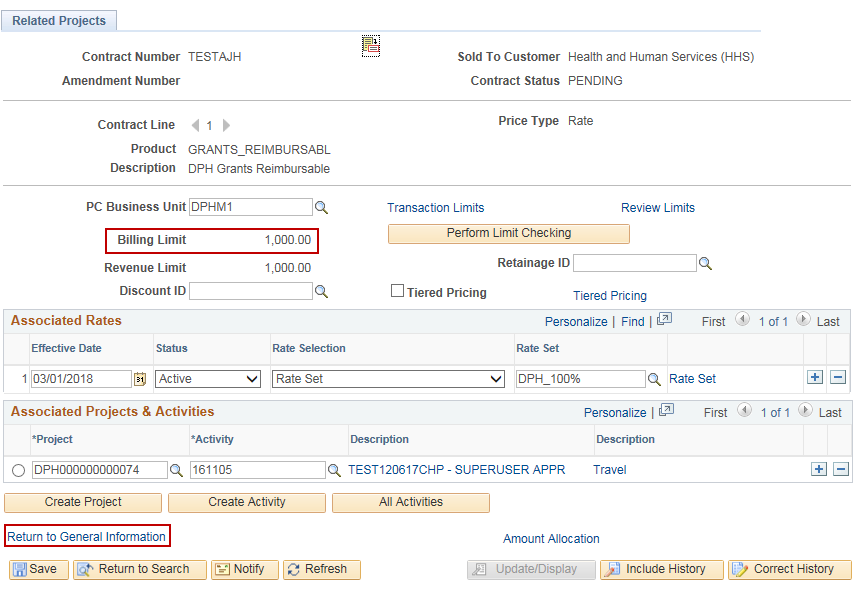 Related Projects
Contract Number TESTAJH Sold To Customer Health and Human Services (HHS)
Amendment Number Contract Status PENDING
Contract Line 1 Price Type Rate
Product GRANTS_REIMBURSABL
Description DPH Grants Reimbursable
PC Business Unit DPHM1 Transaction Limits Review Limits
Billing Limit 1,000.00 Perform Limit Checking
Revenue Limit 1,000.00 Retainage ID
Discount ID Tiered Pricing Tiered Pricing
Associated Rates Personalize | Find | First 1 of 1 Last
Effective Date Status Rate Selection Rate Set
1 03/01/2018 31 Active Rate Set DPH_100% Rate Set + −
Associated Projects & Activities Personalize | First 1 of 1 Last
*Project *Activity Description Description
DPH000000000074 161105 TEST120617CHP - SUPERUSER APPR Travel + −
Create Project Create Activity All Activities
Return to General Information Amount Allocation
Save Return to Search Notify Refresh Update/Display Include History Correct History